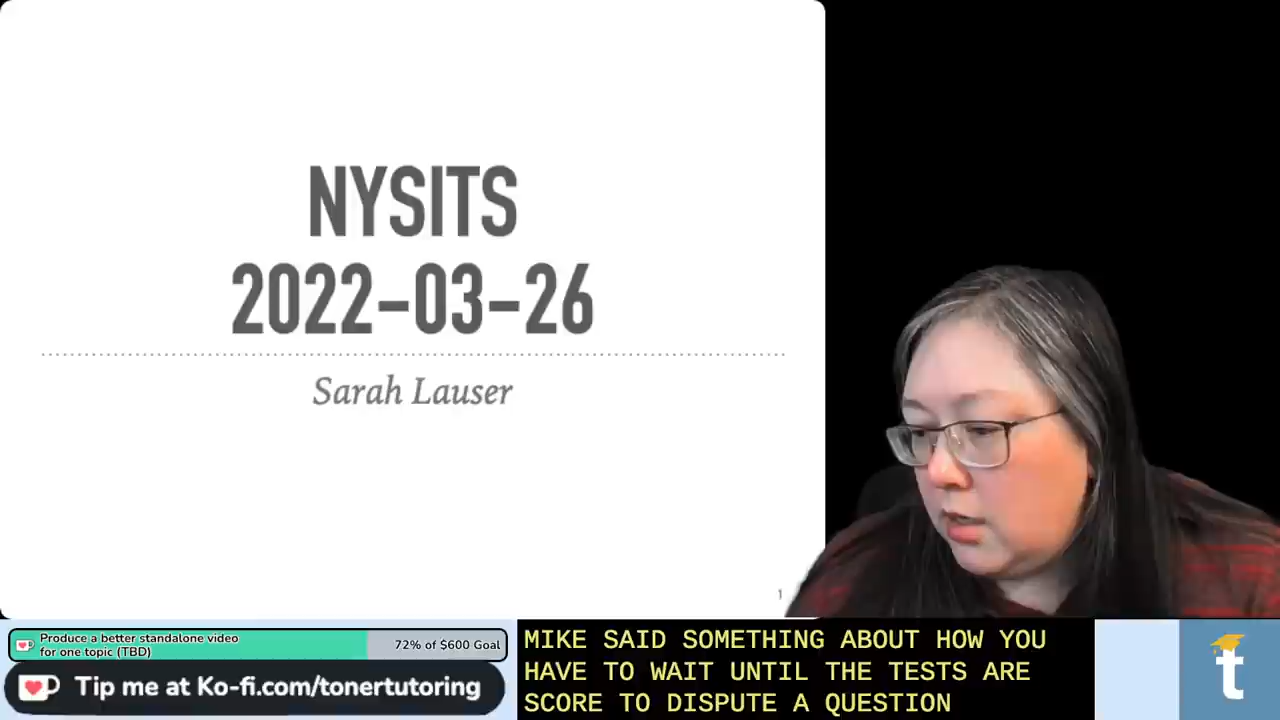 NYSITS
2022-03-26
Sarah Lauser
1
Produce a better standalone video
for one topic (TBD)
72% of $600 Goal
Tip me at Ko-fi.com/tonertutoring
MIKE SAID SOMETHING ABOUT HOW YOU
HAVE TO WAIT UNTIL THE TESTS ARE
SCORE TO DISPUTE A QUESTION
t